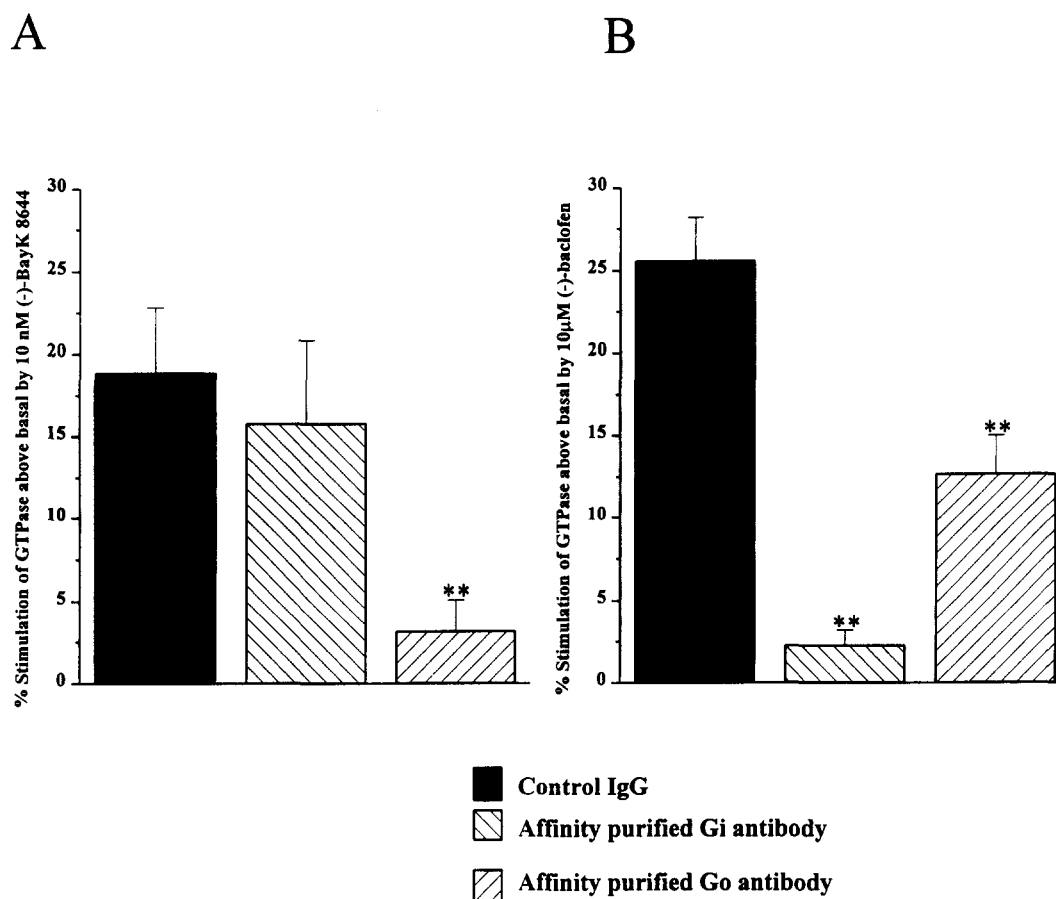 A
B
% Stimulation of GTPase above basal by 10 nM (-)-BayK 8644
30
25
20
15
10
5
0
**
% Stimulation of GTPase above basal by 10μM (-)-baclofen
30
25
20
15
10
5
0
**
**
Control IgG
Affinity purified Gi antibody
Affinity purified Go antibody